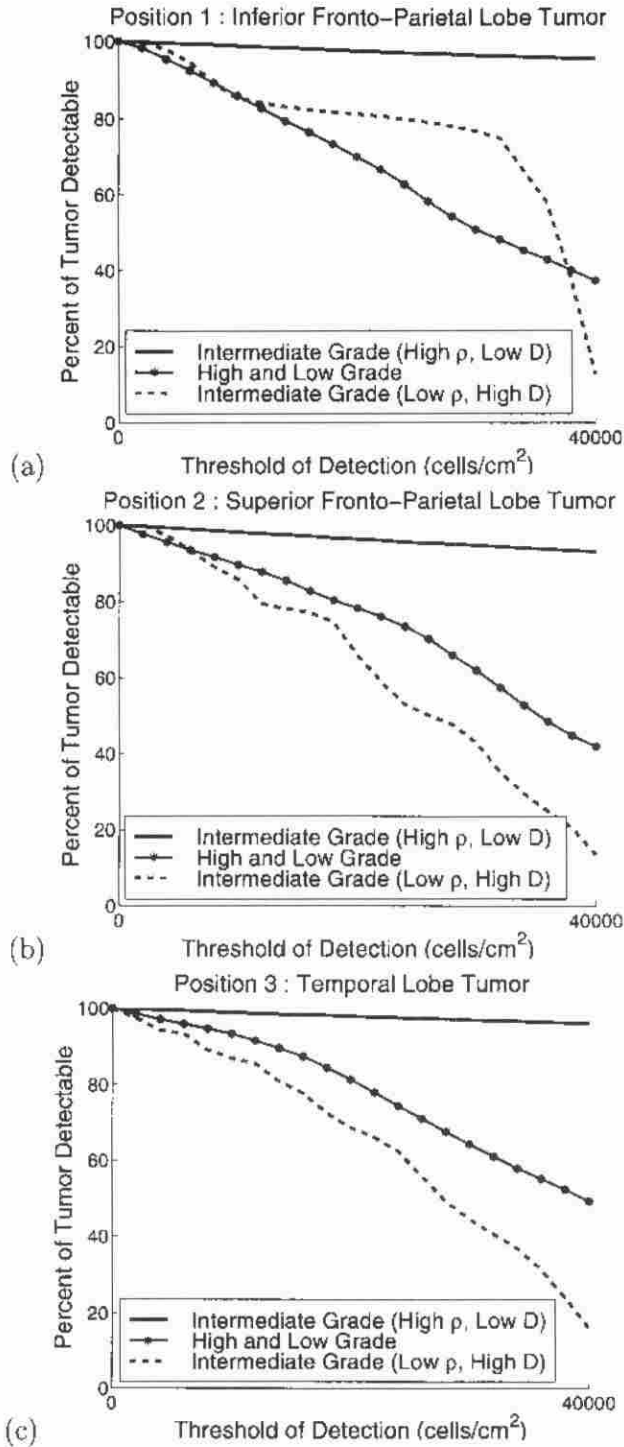 Position 1 : Inferior Fronto-Parietal Lobe Tumor
100
80
60
40
20
0
Percent of Tumor Detectable
Intermediate Grade (High ρ, Low D)
High and Low Grade
Intermediate Grade (Low ρ, High D)
0
40000
(a)
Threshold of Detection (cells/cm²)
Position 2 : Superior Fronto-Parietal Lobe Tumor
100
80
60
40
20
0
Percent of Tumor Detectable
Intermediate Grade (High ρ, Low D)
High and Low Grade
Intermediate Grade (Low ρ, High D)
0
40000
(b)
Threshold of Detection (cells/cm²)
Position 3 : Temporal Lobe Tumor
100
80
60
40
20
0
Percent of Tumor Detectable
Intermediate Grade (High ρ, Low D)
High and Low Grade
Intermediate Grade (Low ρ, High D)
0
40000
(c)
Threshold of Detection (cells/cm²)